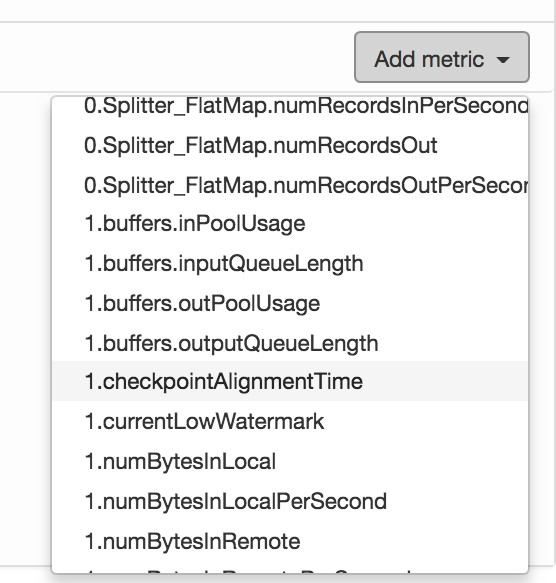 Add metric
0.Splitter_FlatMap.numRecordsInPerSecond
0.Splitter_FlatMap.numRecordsOut
0.Splitter_FlatMap.numRecordsOutPerSecor
1.buffers.inPoolUsage
1.buffers.inputQueueLength
1.buffers.outPoolUsage
1.buffers.outputQueueLength
1.checkpointAlignmentTime
1.currentLowWatermark
1.numBytesInLocal
1.numBytesInLocalPerSecond
1.numBytesInRemote